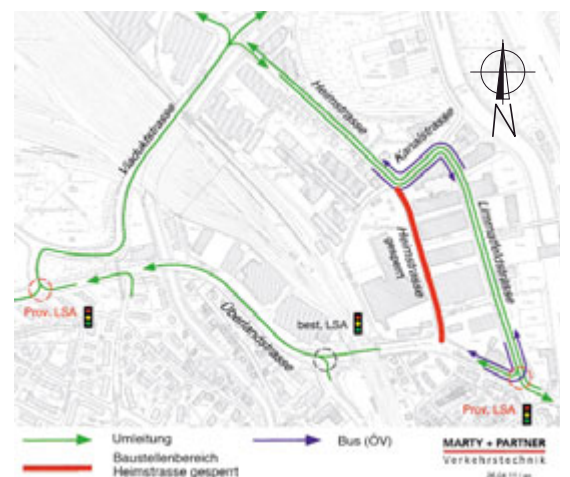 Heimstrasse
Kanalstrasse
Viaduktstrasse
N
Limmatfeldstrasse
Heimstrasse
gesperrt
Prov. LSA
best. LSA
Überlandstrasse
Prov. LSA
Umleitung
Bus (ÖV)
Baustellenbereich
Heimstrasse gesperrt
MARTY + PARTNER
Verkehrstechnik